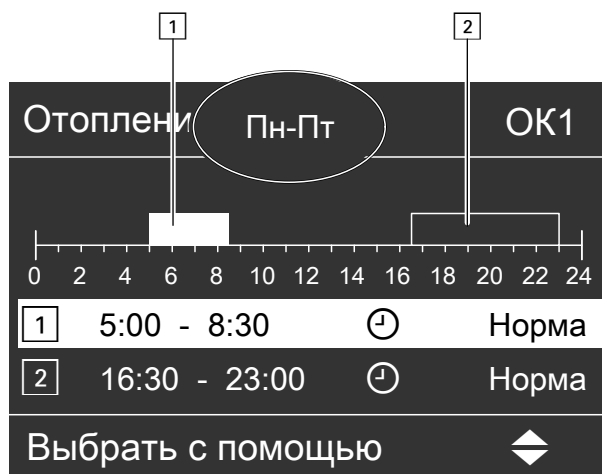 1 2
Отоплени Пн-Пт ОК1
0 2 4 6 8 10 12 14 16 18 20 22 24
1 5:00 - 8:30 Норма
2 16:30 - 23:00 Норма
Выбрать с помощью